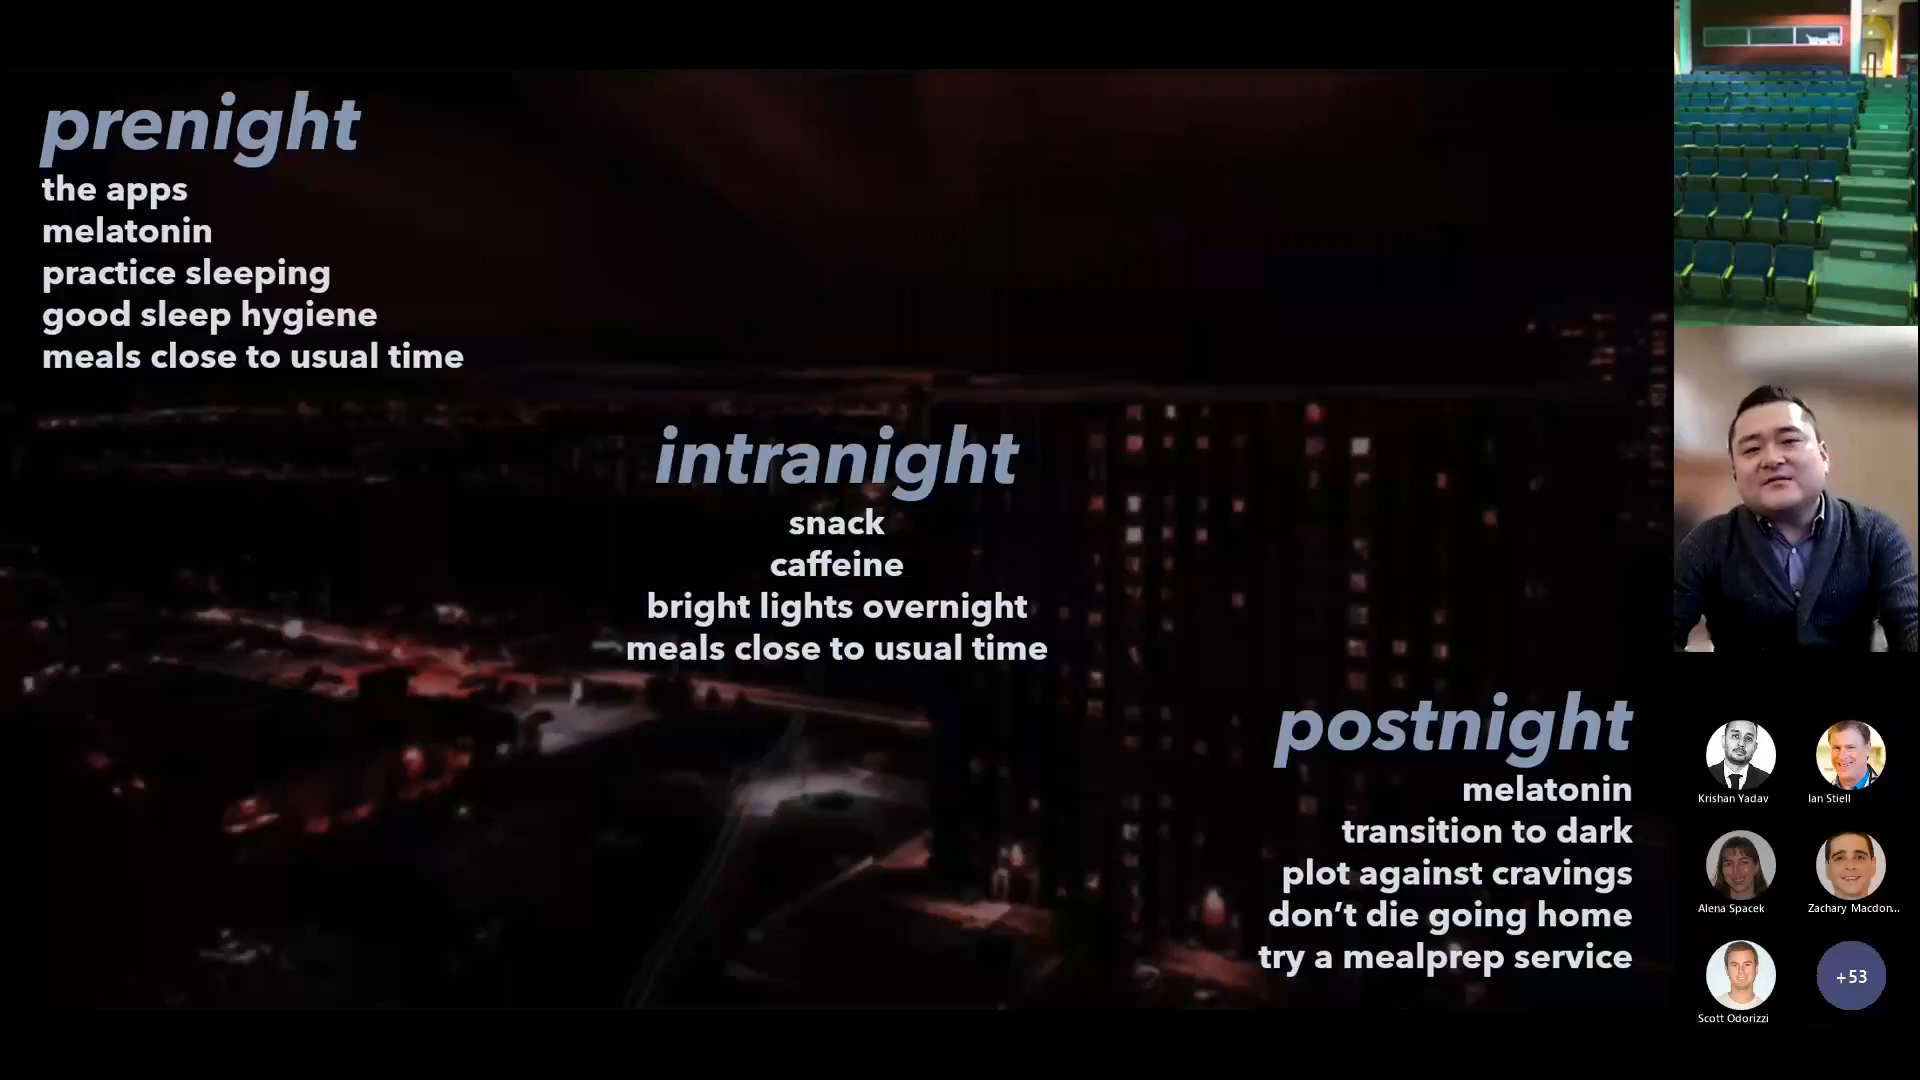 prenight
the apps
melatonin
practice sleeping
good sleep hygiene
meals close to usual time
intranight
snack
caffeine
bright lights overnight
meals close to usual time
postnight
melatonin
transition to dark
plot against cravings
don’t die going home
try a mealprep service
Krishan Yadav
Ian Stiell
Alena Spacek
Zachary Macdon...
Scott Odorizzi
+53